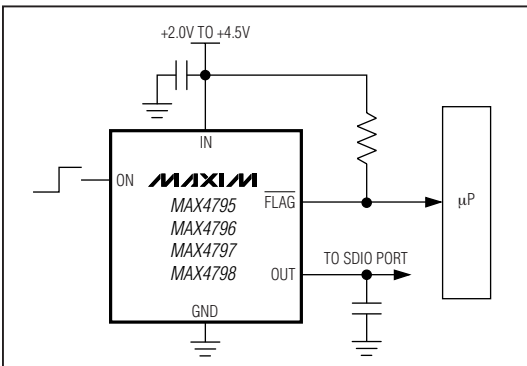 +2.0V TO +4.5V
IN
ON
MAXIM
MAX4795
MAX4796
MAX4797
MAX4798
FLAG
OUT
GND
µP
TO SDIO PORT